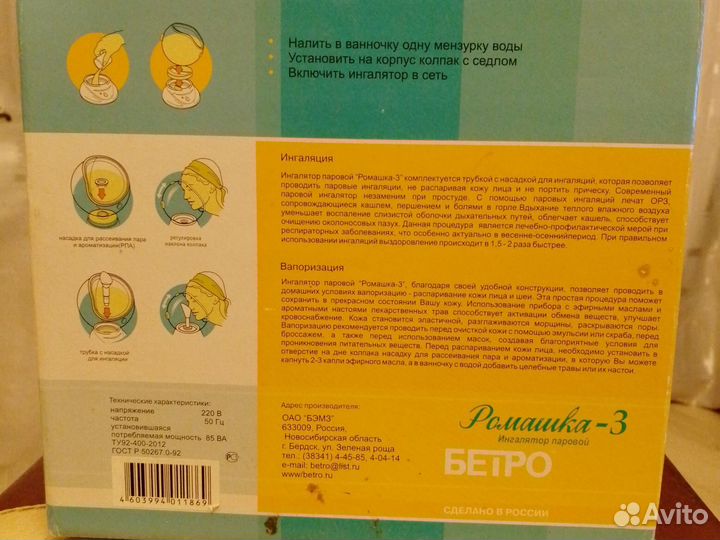 Налить в ванночку одну мензурку воды
Установить на корпус колпак с седлом
Включить ингалятор в сеть
насадка для рассеивания пара
и ароматизации(РПА)
регулировка
наклона колпака
трубка с насадкой
для ингаляции
Ингаляция
Ингалятор паровой "Ромашка-3" комплектуется трубкой с насадкой для ингаляций, которая позволяет
проводить паровые ингаляции, не распаривая кожу лица и не портить прическу. Современный
паровой ингалятор незаменим при простуде. С помощью паровых ингаляций лечат ОРЗ,
сопровождающиеся кашлем, першением и болями в горле.Вдыхание теплого влажного воздуха
уменьшает воспаление слизистой оболочки дыхательных путей, облегчает кашель, способствует
очищению околоносовых пазух. Данная процедура является лечебно-профилактической мерой при
респираторных заболеваниях, что особенно актуально в весенне-осеннийпериод. При правильном
использовании ингаляций выздоровление происходит в 1,5 - 2 раза быстрее.
Вапоризация
Ингалятор паровой "Ромашка-3", благодаря своей удобной конструкции, позволяет проводить в
домашних условиях вапоризацию - распаривание кожи лица и шеи. Эта простая процедура поможет
сохранить в прекрасном состоянии Вашу кожу. Использование прибора с эфирными маслами и
ароматными настоями лекарственных трав способствует активации обмена веществ, улучшает
кровоснабжение. Кожа становится эластичной, разглаживаются морщины, раскрываются поры.
Вапоризацию рекомендуется проводить перед очисткой кожи с помощью эмульсии или скраба, перед
броссажем, а также перед использованием масок, создавая благоприятные условия для
проникновения питательных веществ. Перед распариванием кожи лица, необходимо установить в
отверстие на дне колпака насадку для рассеивания пара и ароматизации, в которую Вы можете
капнуть 2-3 капли эфирного масла, а в ванночку с водой добавить целебные травы или их настои.
Технические характеристики:
напряжение 220 В
частота 50 Гц
установившаяся
потребляемая мощность 85 ВА
ТУ92-400-2012
ГОСТ Р 50267.0-92
4 603994 011869
Адрес производителя:
ОАО "БЭМЗ"
633009, Россия,
Новосибирская область
г. Бердск, ул. Зеленая роща
тел.: (38341) 4-45-85, 4-04-14
e-mail: betro@list.ru
www.betro.ru
Ромашка-3
Ингалятор паровой
БЕТРО
СДЕЛАНО В РОССИИ
Avito